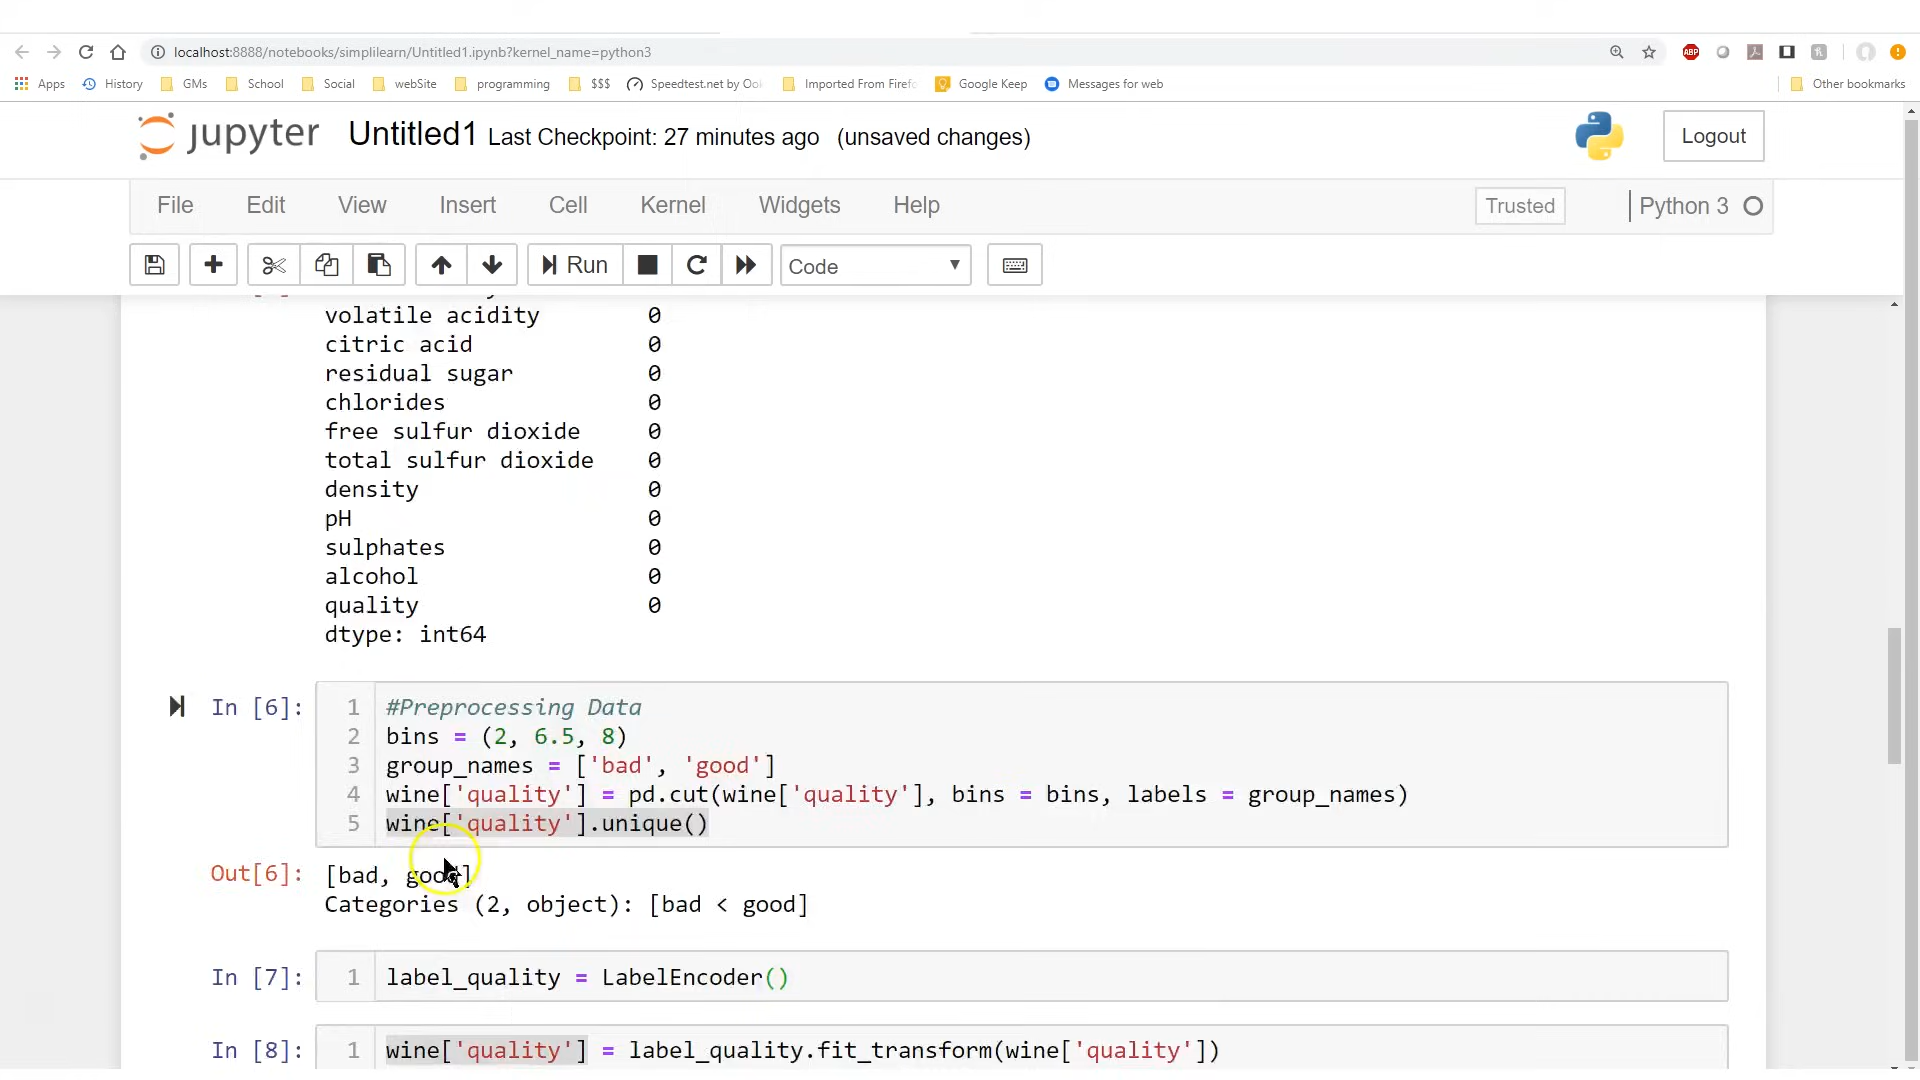 localhost:8888/notebooks/simplilearn/Untitled1.ipynb?kernel_name=python3
ABP
Apps History GMs School Social webSite programming $$$ Speedtest.net by Ook Imported From Firefo Google Keep Messages for web Other bookmarks
jupyter Untitled1 Last Checkpoint: 27 minutes ago (unsaved changes) Logout
File Edit View Insert Cell Kernel Widgets Help Trusted Python 3
Run Code
volatile acidity 0
citric acid 0
residual sugar 0
chlorides 0
free sulfur dioxide 0
total sulfur dioxide 0
density 0
pH 0
sulphates 0
alcohol 0
quality 0
dtype: int64
In [6]: 1 #Preprocessing Data
2 bins = (2, 6.5, 8)
3 group_names = ['bad', 'good']
4 wine['quality'] = pd.cut(wine['quality'], bins = bins, labels = group_names)
5 wine['quality'].unique()
Out[6]: [bad, good]
Categories (2, object): [bad < good]
In [7]: 1 label_quality = LabelEncoder()
In [8]: 1 wine['quality'] = label_quality.fit_transform(wine['quality'])